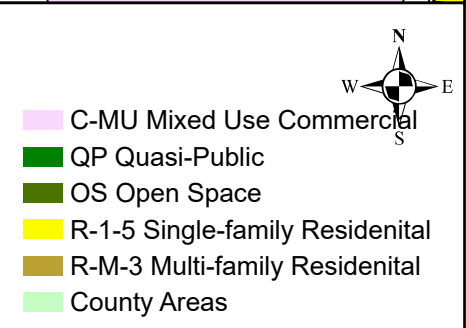 N
W E
S
C-MU Mixed Use Commercial
QP Quasi-Public
OS Open Space
R-1-5 Single-family Residenital
R-M-3 Multi-family Residenital
County Areas